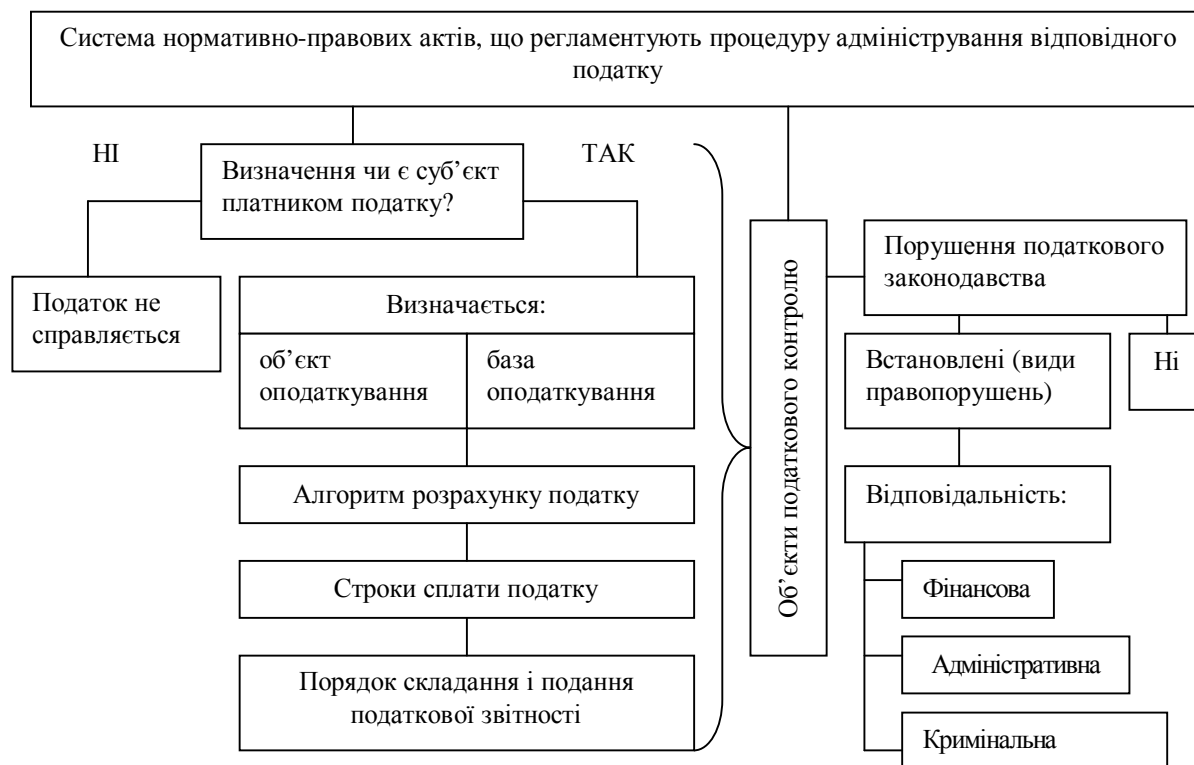 Система нормативно-правових актів, що регламентують процедуру адміністрування відповідного
податку
НІ
ТАК
Визначення чи є суб’єкт
платником податку?
Податок не
справляється
Визначається:
об’єкт
оподаткування
база
оподаткування
Алгоритм розрахунку податку
Строки сплати податку
Порядок складання і подання
податкової звітності
Об’єкти податкового контролю
Порушення податкового
законодавства
Встановлені (види
правопорушень)
Ні
Відповідальність:
Фінансова
Адміністративна
Кримінальна